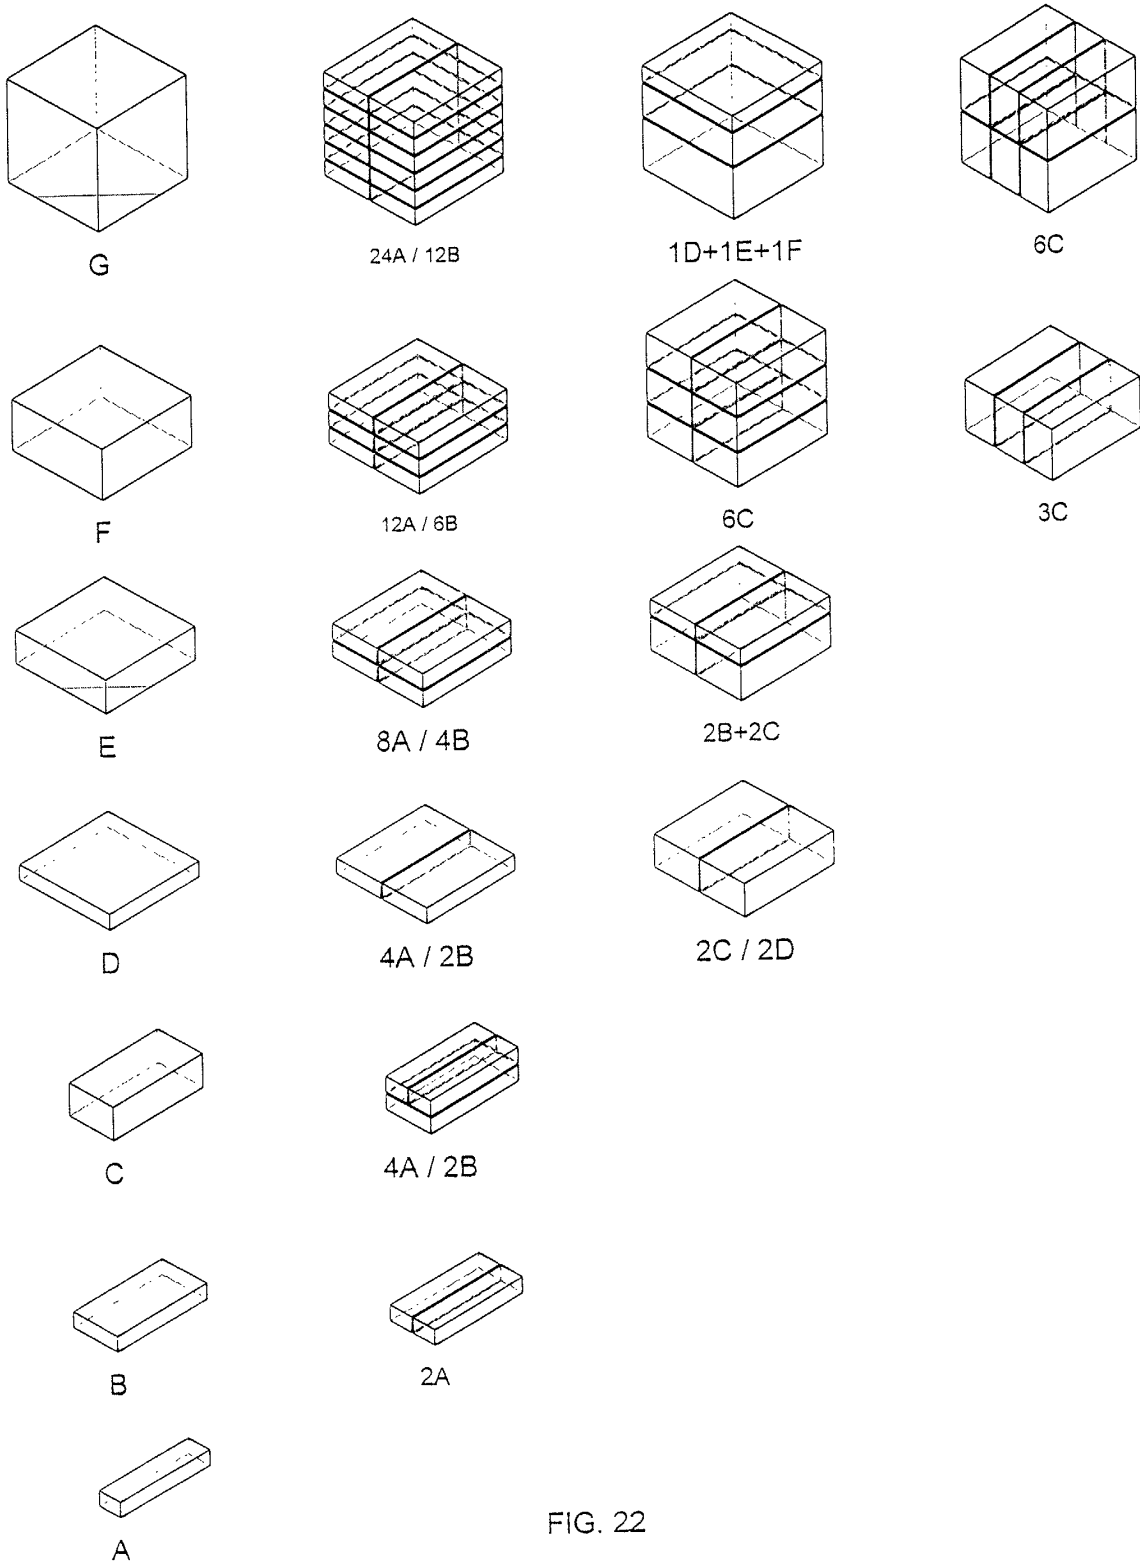 G
24A / 12B
1D+1E+1F
6C
F
12A / 6B
6C
3C
E
8A / 4B
2B+2C
D
4A / 2B
2C / 2D
C
4A / 2B
B
2A
A
FIG. 22